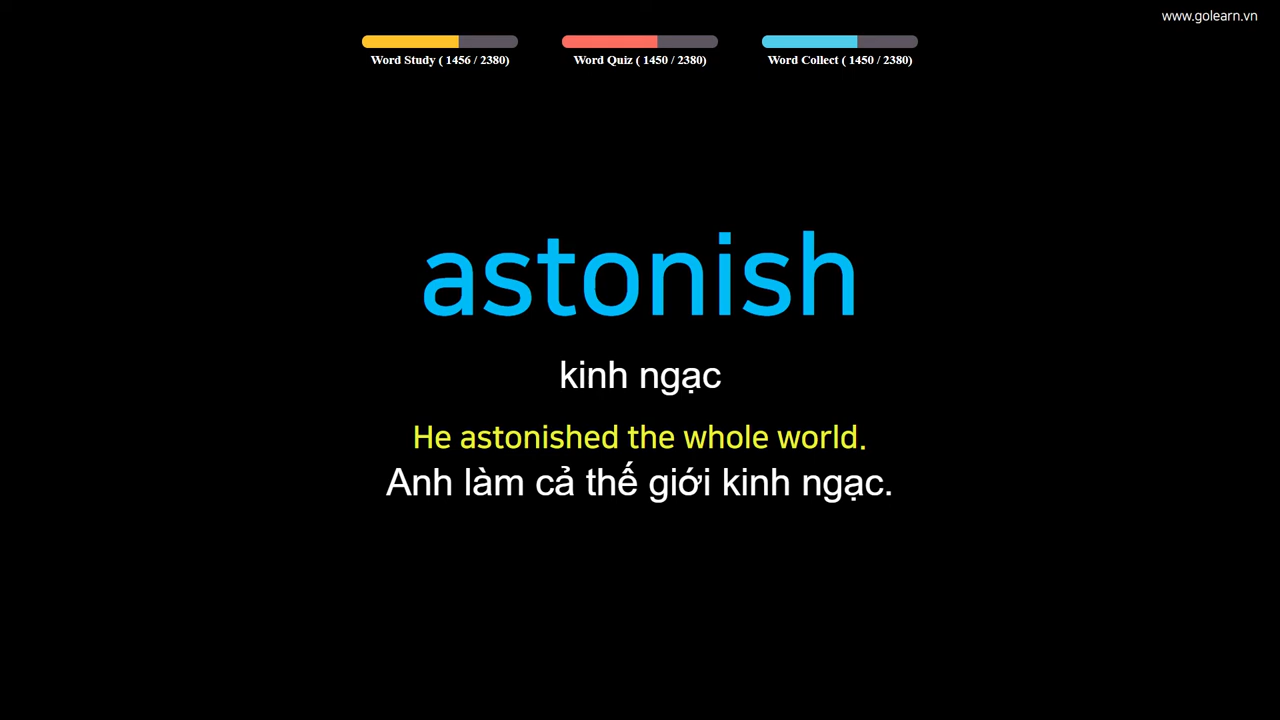 www.golearn.vn
Word Study ( 1456 / 2380)
Word Quiz ( 1450 / 2380)
Word Collect ( 1450 / 2380)
astonish
kinh ngạc
He astonished the whole world.
Anh làm cả thế giới kinh ngạc.